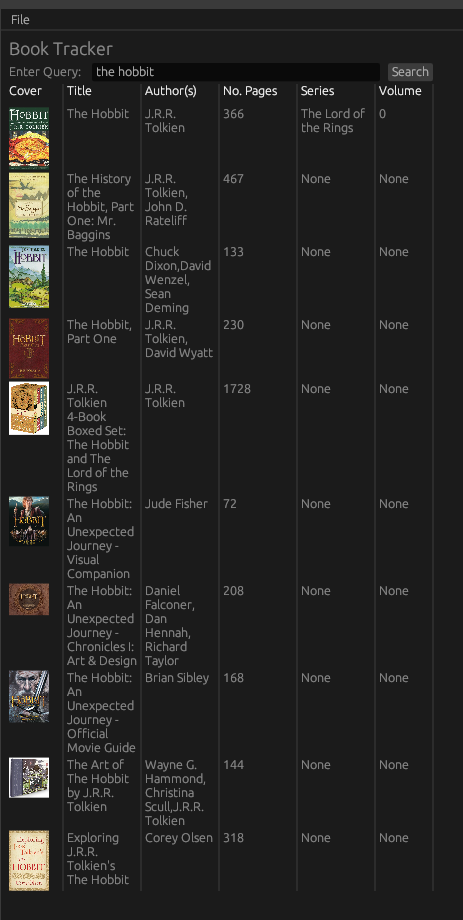 File
Book Tracker
Enter Query: the hobbit Search
Cover Title Author(s) No. Pages Series Volume
HOBBIT
J.R.R. TOLKIEN
The Hobbit J.R.R. 366 The Lord of 0
Tolkien the Rings
The History J.R.R. 467 None None
of the Tolkien,
Hobbit, Part John D.
One: Mr. Rateliff
Baggins
HOBBIT
The Hobbit Chuck 133 None None
Dixon,David
Wenzel,
Sean
Deming
HOBBIT
The Hobbit, J.R.R. 230 None None
Part One Tolkien,
David Wyatt
J.R.R. J.R.R. 1728 None None
Tolkien Tolkien
4-Book
Boxed Set:
The Hobbit
and The
Lord of the
Rings
HOBBIT
The Hobbit: Jude Fisher 72 None None
An
Unexpected
Journey -
Visual
Companion
The Hobbit: Daniel 208 None None
An Falconer,
Unexpected Dan
Journey - Hennah,
Chronicles I: Richard
Art & Design Taylor
HOBBIT
The Hobbit: Brian Sibley 168 None None
An
Unexpected
Journey -
Official
Movie Guide
The Art of Wayne G. 144 None None
The Hobbit Hammond,
by J.R.R. Christina
Tolkien Scull,J.R.R.
Tolkien
Exploring
HOBBIT
Exploring Corey Olsen 318 None None
J.R.R.
Tolkien's
The Hobbit